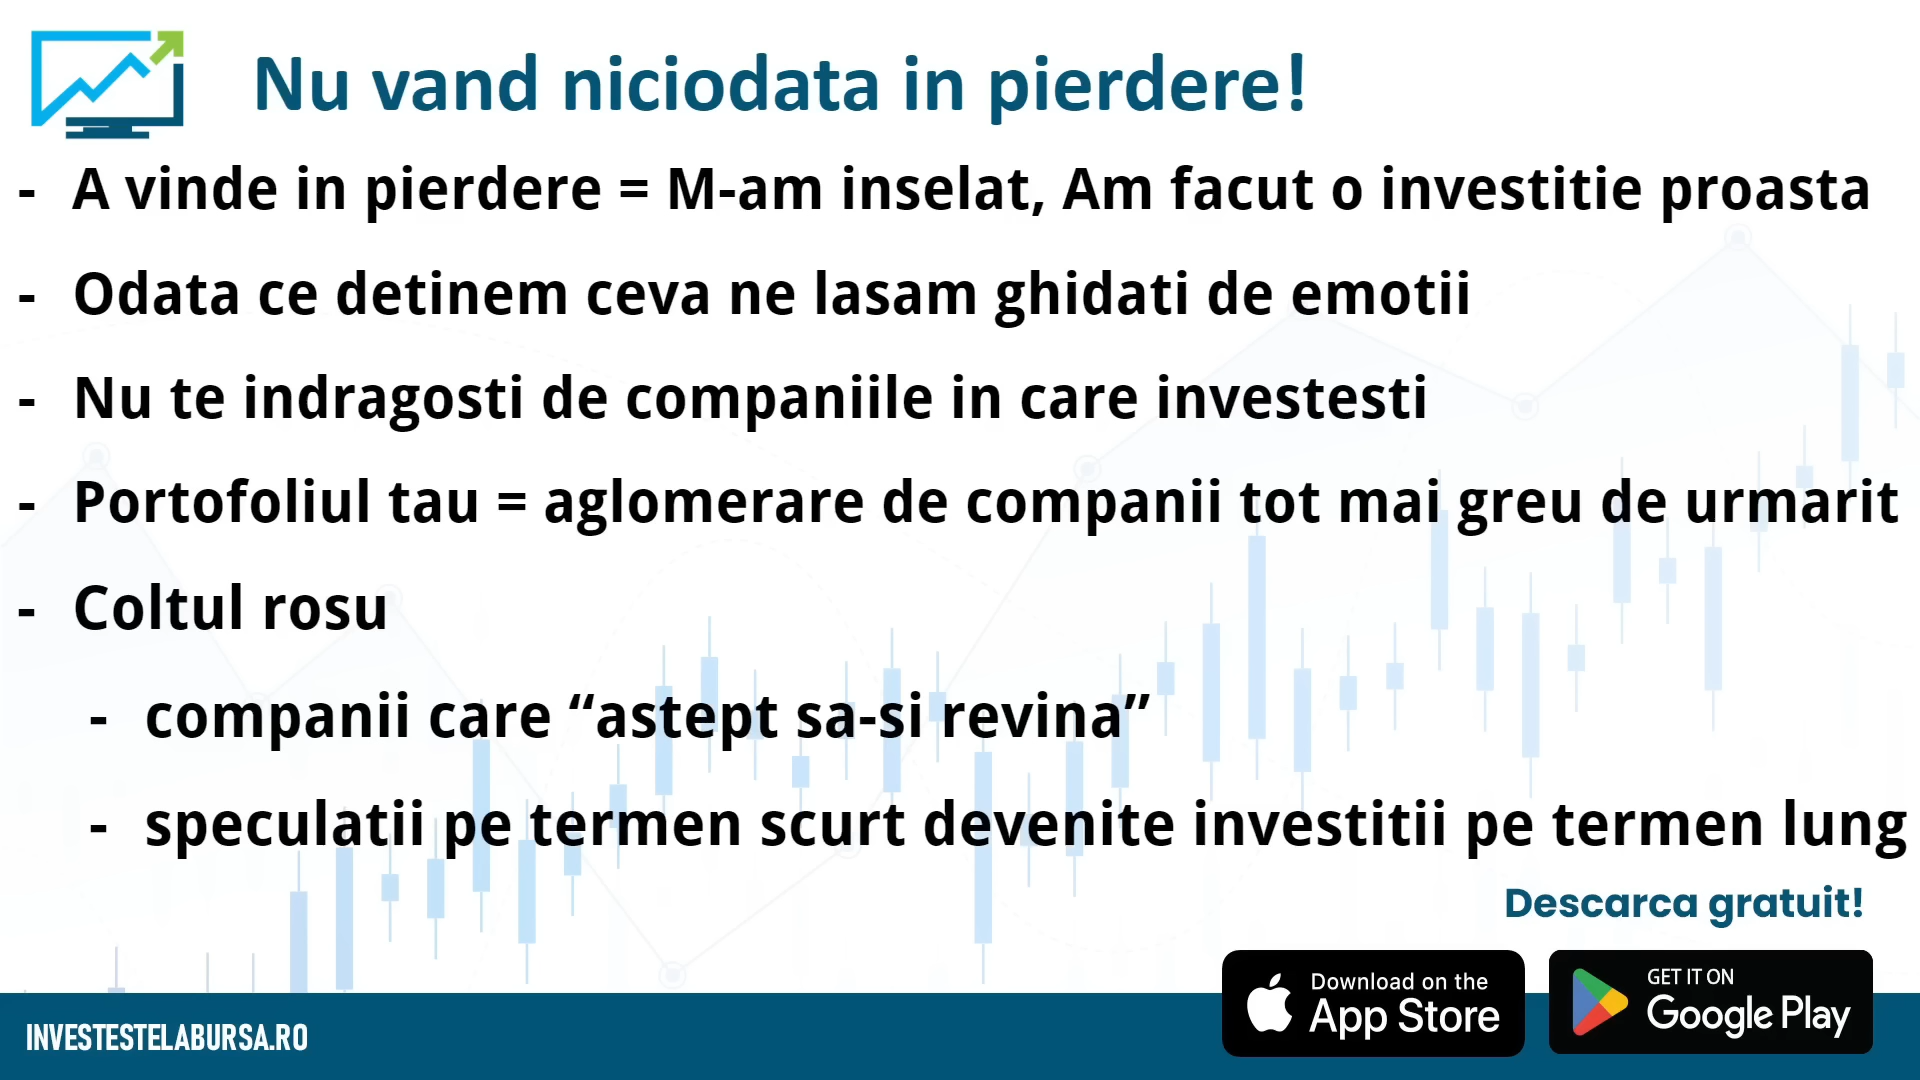 Nu vand niciodata in pierdere!
- A vinde in pierdere = M-am inselat, Am facut o investitie proasta
- Odata ce detinem ceva ne lasam ghidati de emotii
- Nu te indragosti de companiile in care investesti
- Portofoliul tau = aglomerare de companii tot mai greu de urmarit
- Coltul rosu
- companii care “astept sa-si revina”
- speculatii pe termen scurt devenite investitii pe termen lung
Descarca gratuit!
Download on the
App Store
GET IT ON
Google Play
INVESTESTELABURSA.RO